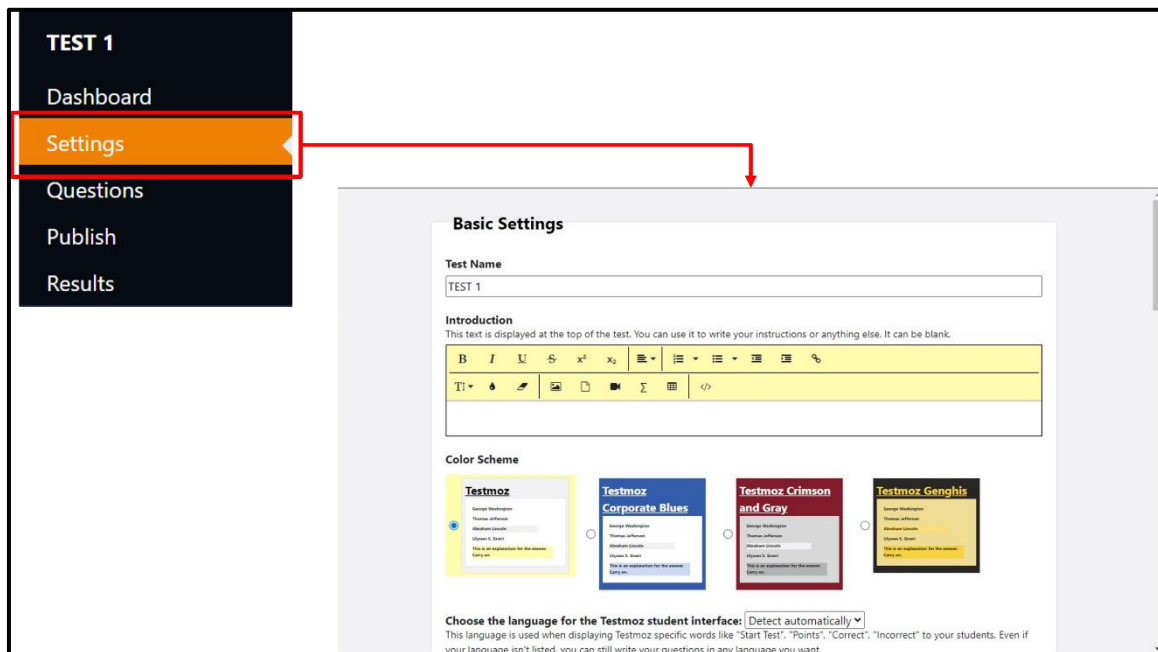 TEST 1
Dashboard
Settings
Questions
Publish
Results
Basic Settings
Test Name
TEST 1
Introduction
This text is displayed at the top of the test. You can use it to write your instructions or anything else. It can be blank.
B I U S x² x₂
T
Σ </>
Color Scheme
Testmoz
George Washington
Thomas Jefferson
Abraham Lincoln
Ulysses S. Grant
This is an explanation for the answer.
Carry on.
Testmoz
Corporate Blues
George Washington
Thomas Jefferson
Abraham Lincoln
Ulysses S. Grant
This is an explanation for the answer.
Carry on.
Testmoz Crimson
and Gray
George Washington
Thomas Jefferson
Abraham Lincoln
Ulysses S. Grant
This is an explanation for the answer.
Carry on.
Testmoz Genghis
George Washington
Thomas Jefferson
Abraham Lincoln
Ulysses S. Grant
This is an explanation for the answer.
Carry on.
Choose the language for the Testmoz student interface: Detect automatically
This language is used when displaying Testmoz specific words like "Start Test", "Points", "Correct", "Incorrect" to your students. Even if
your language isn't listed, you can still write your questions in any language you want.